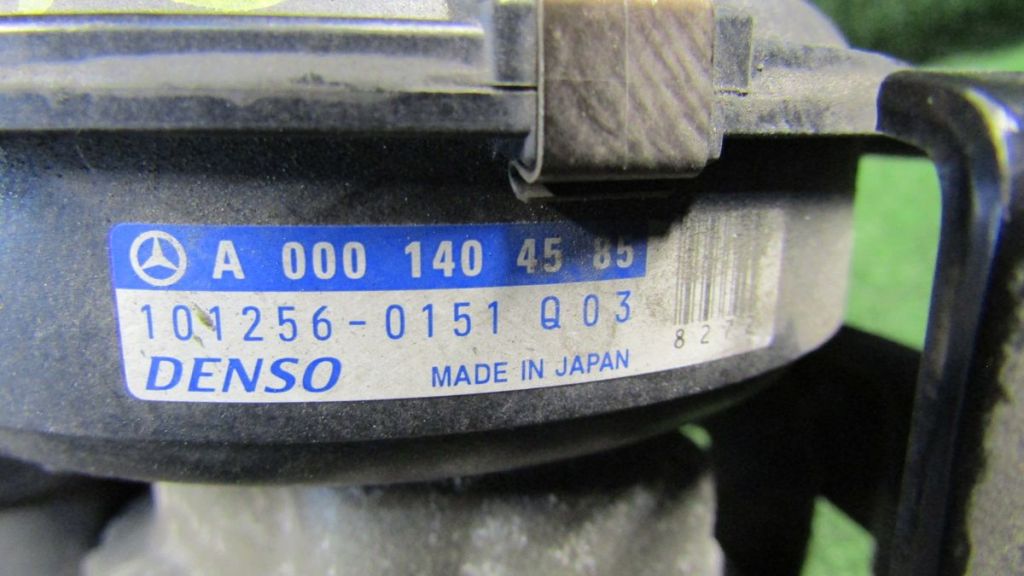 A 000 140 45 85
101256-0151 Q03
DENSO MADE IN JAPAN